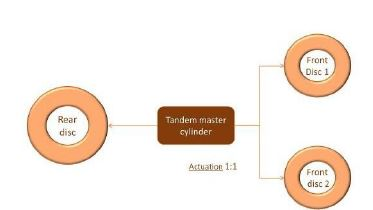 Front
Disc 1
Rear
disc
Tandem master
cylinder
Actuation 1:1
Front
disc 2